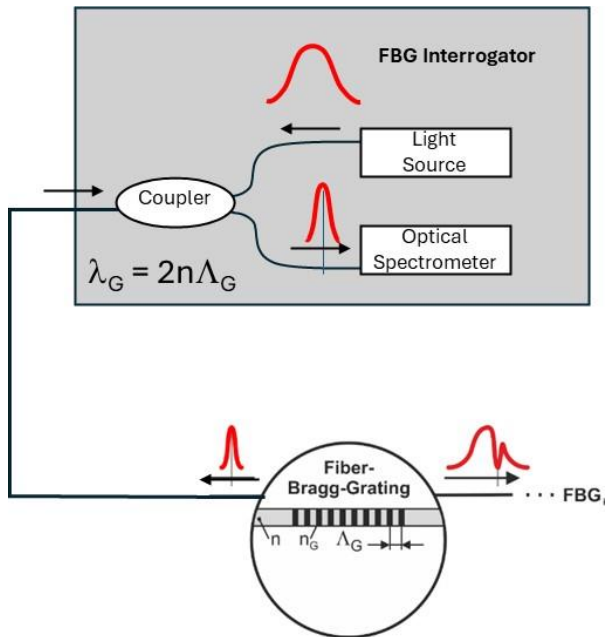 FBG Interrogator
Light
Source
Coupler
Optical
Spectrometer
λG = 2nΛG
Fiber-
Bragg-Grating
··· FBG
n
nG
ΛG